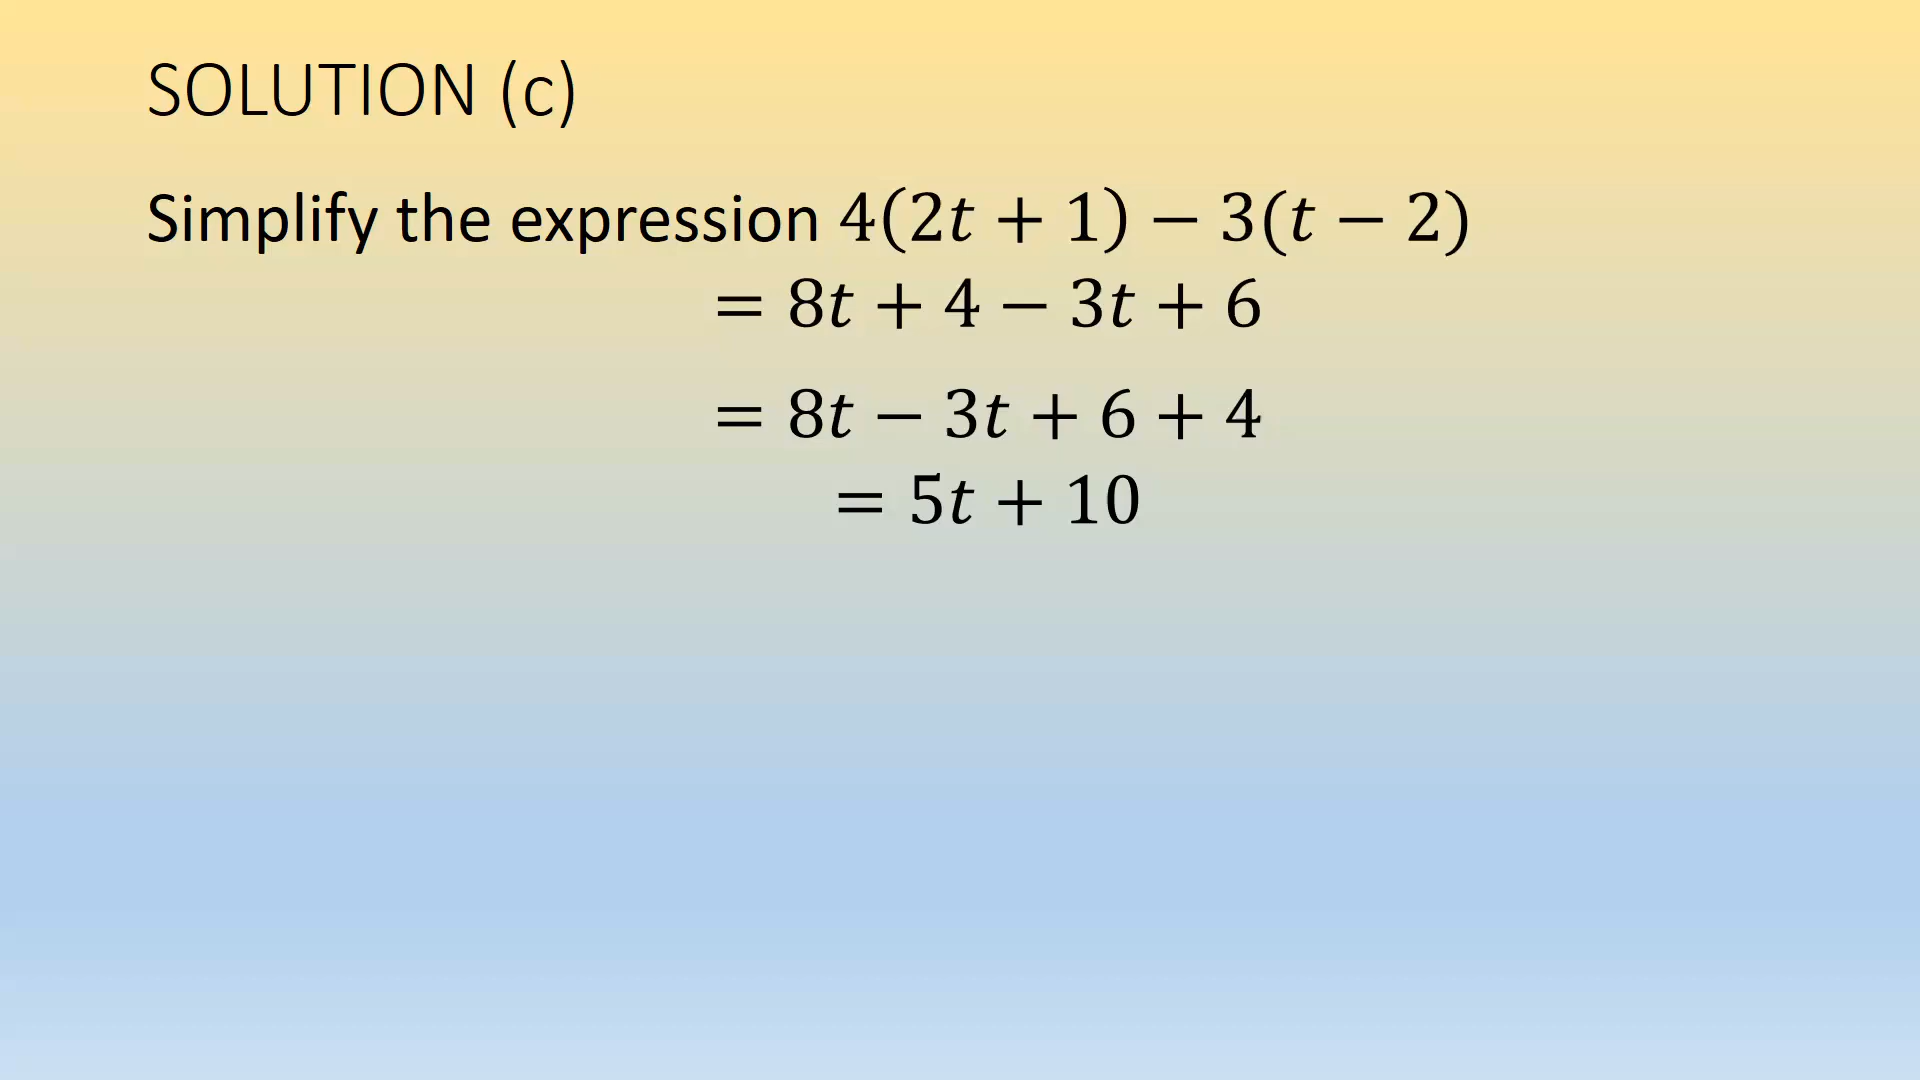 SOLUTION (c)
Simplify the expression 4(2t + 1) − 3(t − 2)
= 8t + 4 − 3t + 6
= 8t − 3t + 6 + 4
= 5t + 10